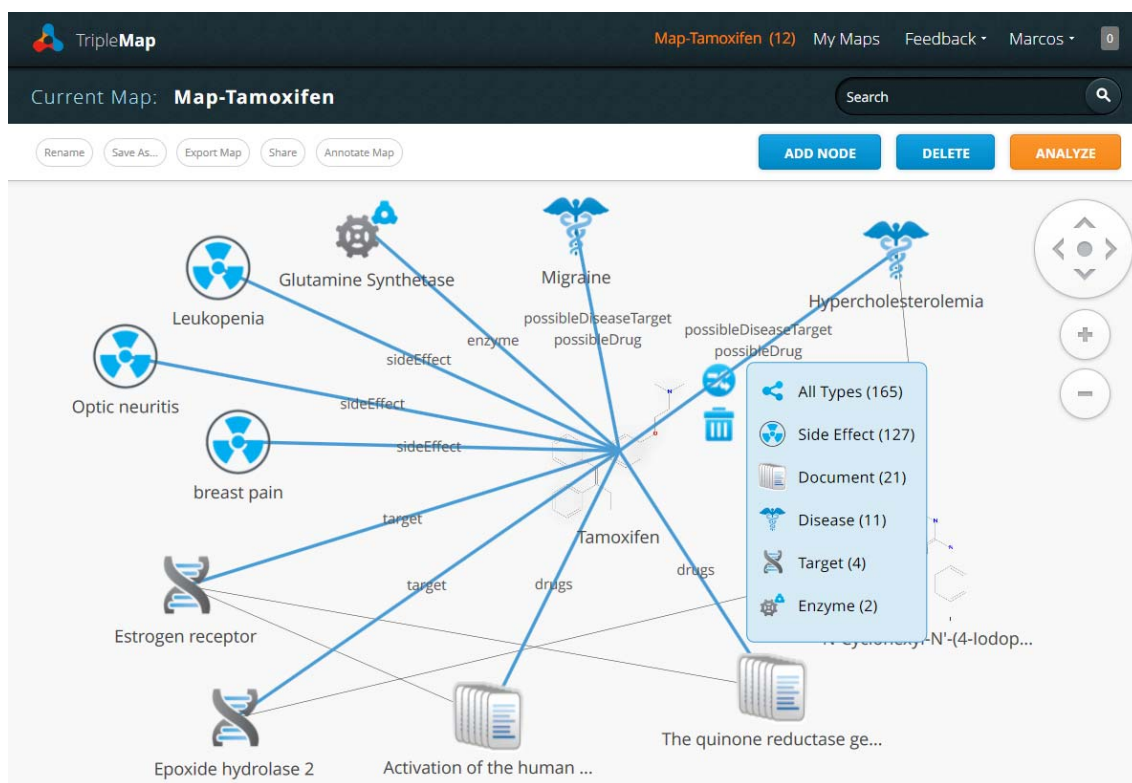 TripleMap
Map-Tamoxifen (12) My Maps Feedback Marcos 0
Current Map: Map-Tamoxifen
Search
Rename Save As... Export Map Share Annotate Map
ADD NODE DELETE ANALYZE
Glutamine Synthetase
Migraine
Hypercholesterolemia
Leukopenia
possibleDiseaseTarget
possibleDrug
possibleDiseaseTarget
possibleDrug
enzyme
sideEffect
Optic neuritis
sideEffect
sideEffect
breast pain
All Types (165)
Side Effect (127)
Document (21)
Disease (11)
Target (4)
Enzyme (2)
Tamoxifen
target
target
drugs
drugs
Estrogen receptor
N-Cyclohexyl-N'-(4-Iodop...
The quinone reductase ge...
Epoxide hydrolase 2
Activation of the human ...